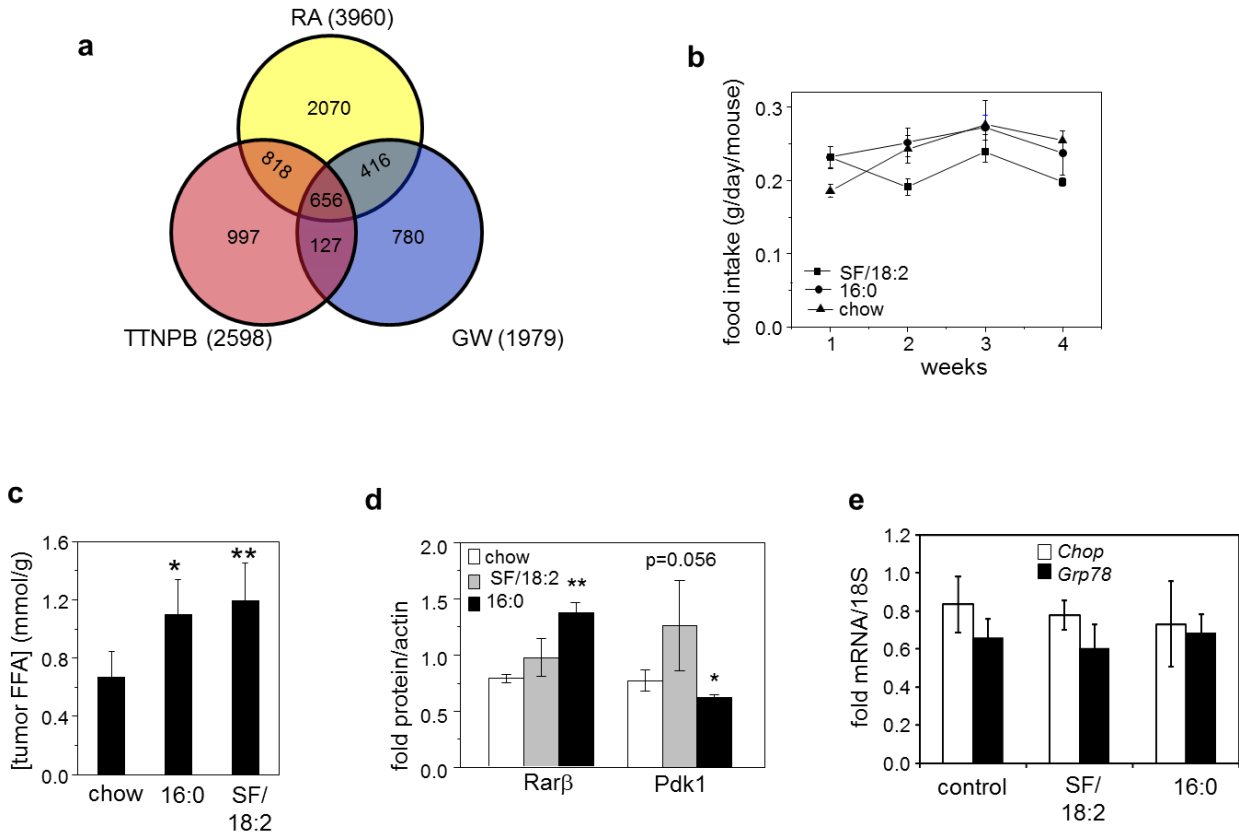 a
RA (3960)
2070
818
416
656
997
127
780
TTNPB (2598)
GW (1979)
b
food intake (g/day/mouse)
0.3
0.2
0.1
0.0
SF/18:2
16:0
chow
1
2
3
4
weeks
c
[tumor FFA] (mmol/g)
1.6
1.2
0.8
0.4
0.0
*
**
chow
16:0
SF/
18:2
d
fold protein/actin
2.0
1.5
1.0
0.5
0.0
chow
SF/18:2
16:0
**
p=0.056
*
Rarβ
Pdk1
e
fold mRNA/18S
1.2
1.0
0.8
0.6
0.4
0.2
0.0
Chop
Grp78
control
SF/
18:2
16:0